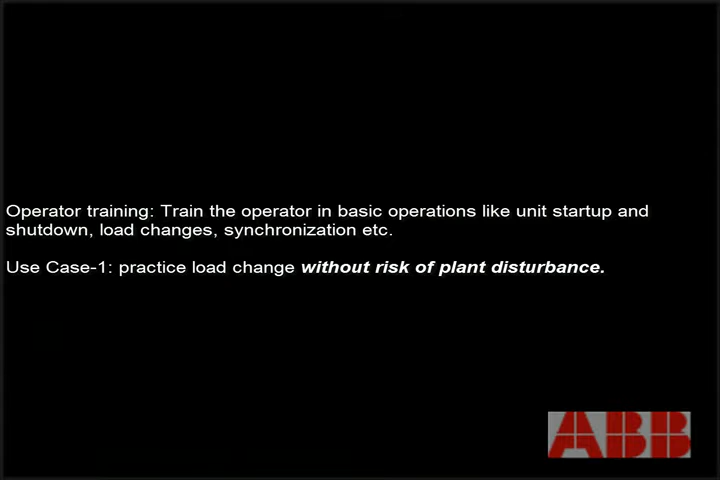 Operator training: Train the operator in basic operations like unit startup and
shutdown, load changes, synchronization etc.
Use Case-1: practice load change without risk of plant disturbance.
ABB